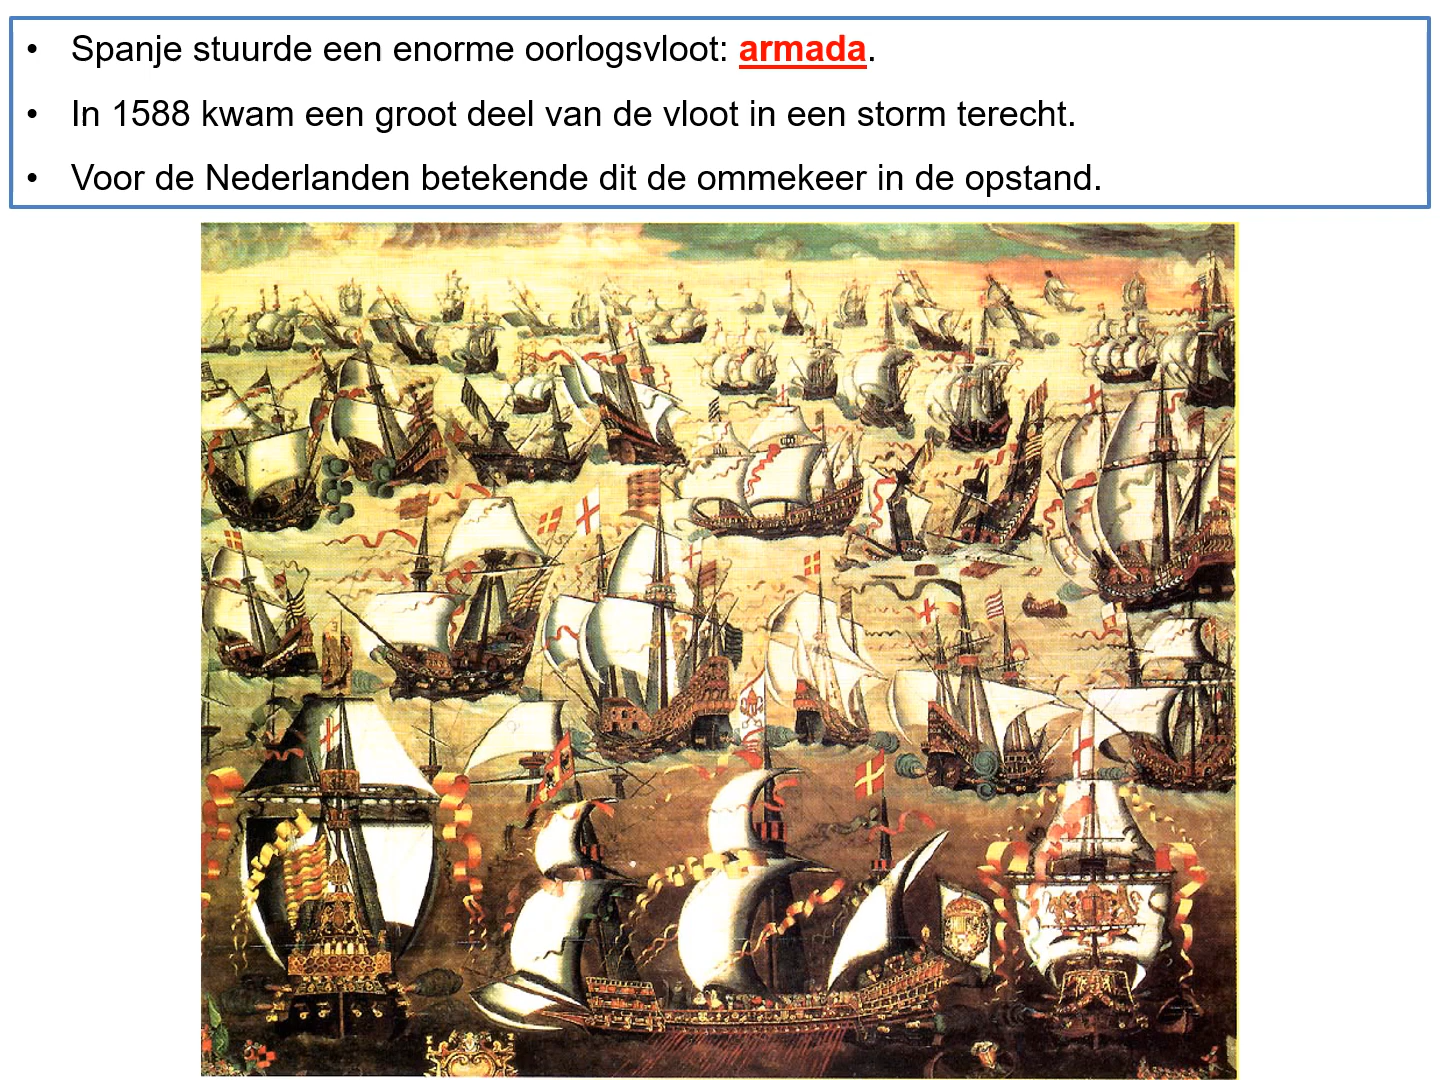 • Spanje stuurde een enorme oorlogsvloot: armada.
• In 1588 kwam een groot deel van de vloot in een storm terecht.
• Voor de Nederlanden betekende dit de ommekeer in de opstand.